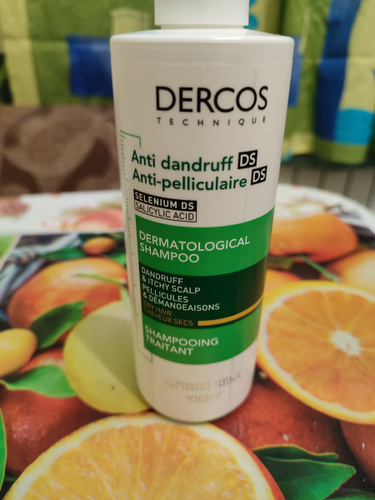 DERCOS
TECHNIQUE
Anti dandruff DS
Anti-pelliculaire DS
SELENIUM DS
SALICYLIC ACID
DERMATOLOGICAL
SHAMPOO
DANDRUFF
& ITCHY SCALP
PELLICULES
& DÉMANGEAISONS
DRY HAIR
CHEVEUX SECS
SHAMPOOING
TRAITANT
VICHY